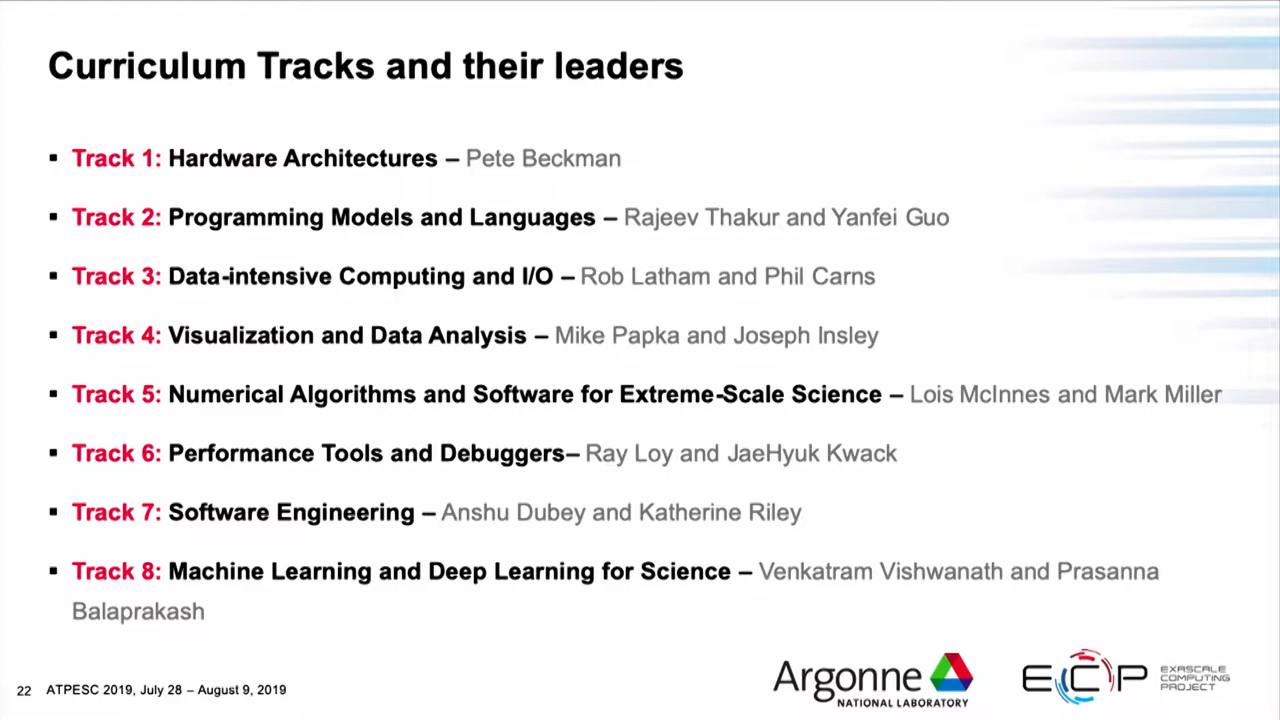 Curriculum Tracks and their leaders
▪ Track 1: Hardware Architectures – Pete Beckman
▪ Track 2: Programming Models and Languages – Rajeev Thakur and Yanfei Guo
▪ Track 3: Data-intensive Computing and I/O – Rob Latham and Phil Carns
▪ Track 4: Visualization and Data Analysis – Mike Papka and Joseph Insley
▪ Track 5: Numerical Algorithms and Software for Extreme-Scale Science – Lois McInnes and Mark Miller
▪ Track 6: Performance Tools and Debuggers– Ray Loy and JaeHyuk Kwack
▪ Track 7: Software Engineering – Anshu Dubey and Katherine Riley
▪ Track 8: Machine Learning and Deep Learning for Science – Venkatram Vishwanath and Prasanna
Balaprakash
22 ATPESC 2019, July 28 – August 9, 2019
Argonne
NATIONAL LABORATORY
ECP
EXASCALE
COMPUTING
PROJECT